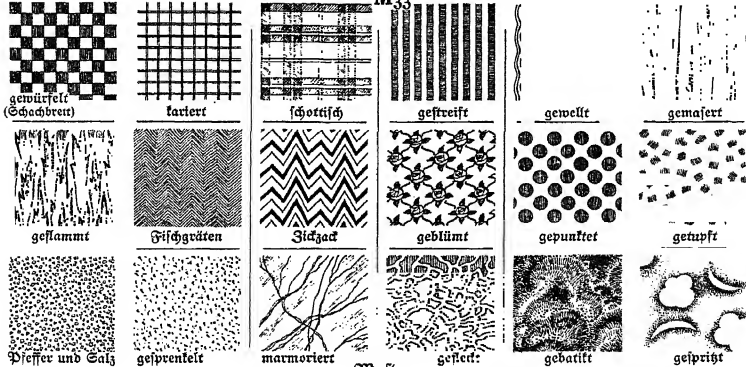 gewürfelt
(Schachbrett)
kariert
schottisch
gestreift
gewellt
gemasert
geflammt
Fischgräten
Zickzack
geblümt
gepunktet
getupft
Pfeffer und Salz
gesprenkelt
marmoriert
gefleckt
gebatikt
gespritzt